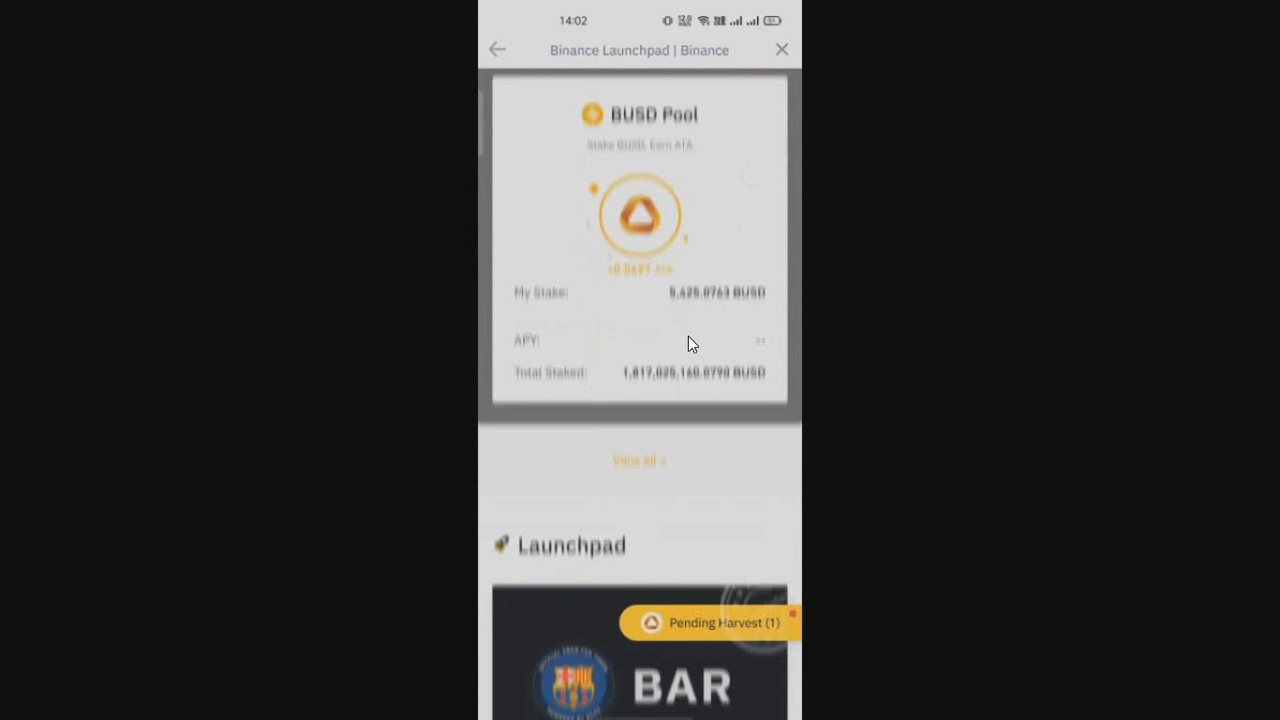 14:02
Binance Launchpad | Binance
BUSD Pool
Stake BUSD, Earn ATA
My Stake: 5,625.0763 BUSD
APY:
Total Staked: 1,817,025,160.0790 BUSD
View all >
Launchpad
Pending Harvest (1)
BAR